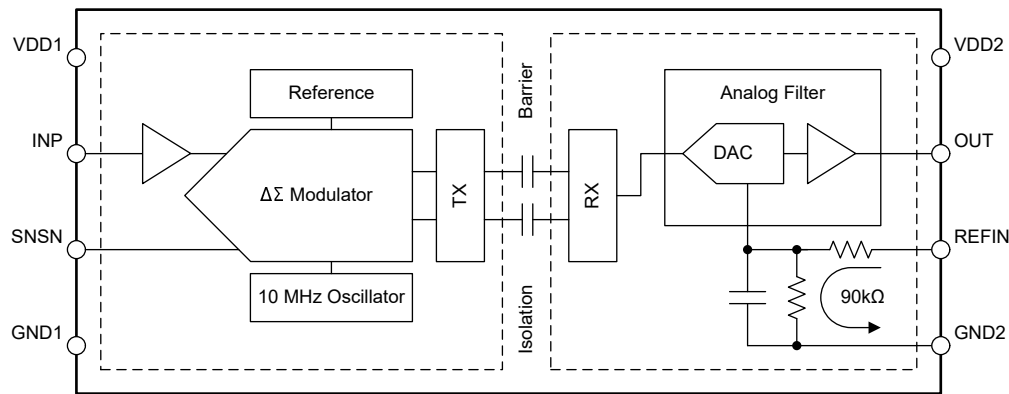 VDD1
VDD2
Reference
Barrier
Analog Filter
INP
OUT
DAC
ΔΣ Modulator
TX
RX
SNSN
REFIN
10 MHz Oscillator
90kΩ
Isolation
GND1
GND2